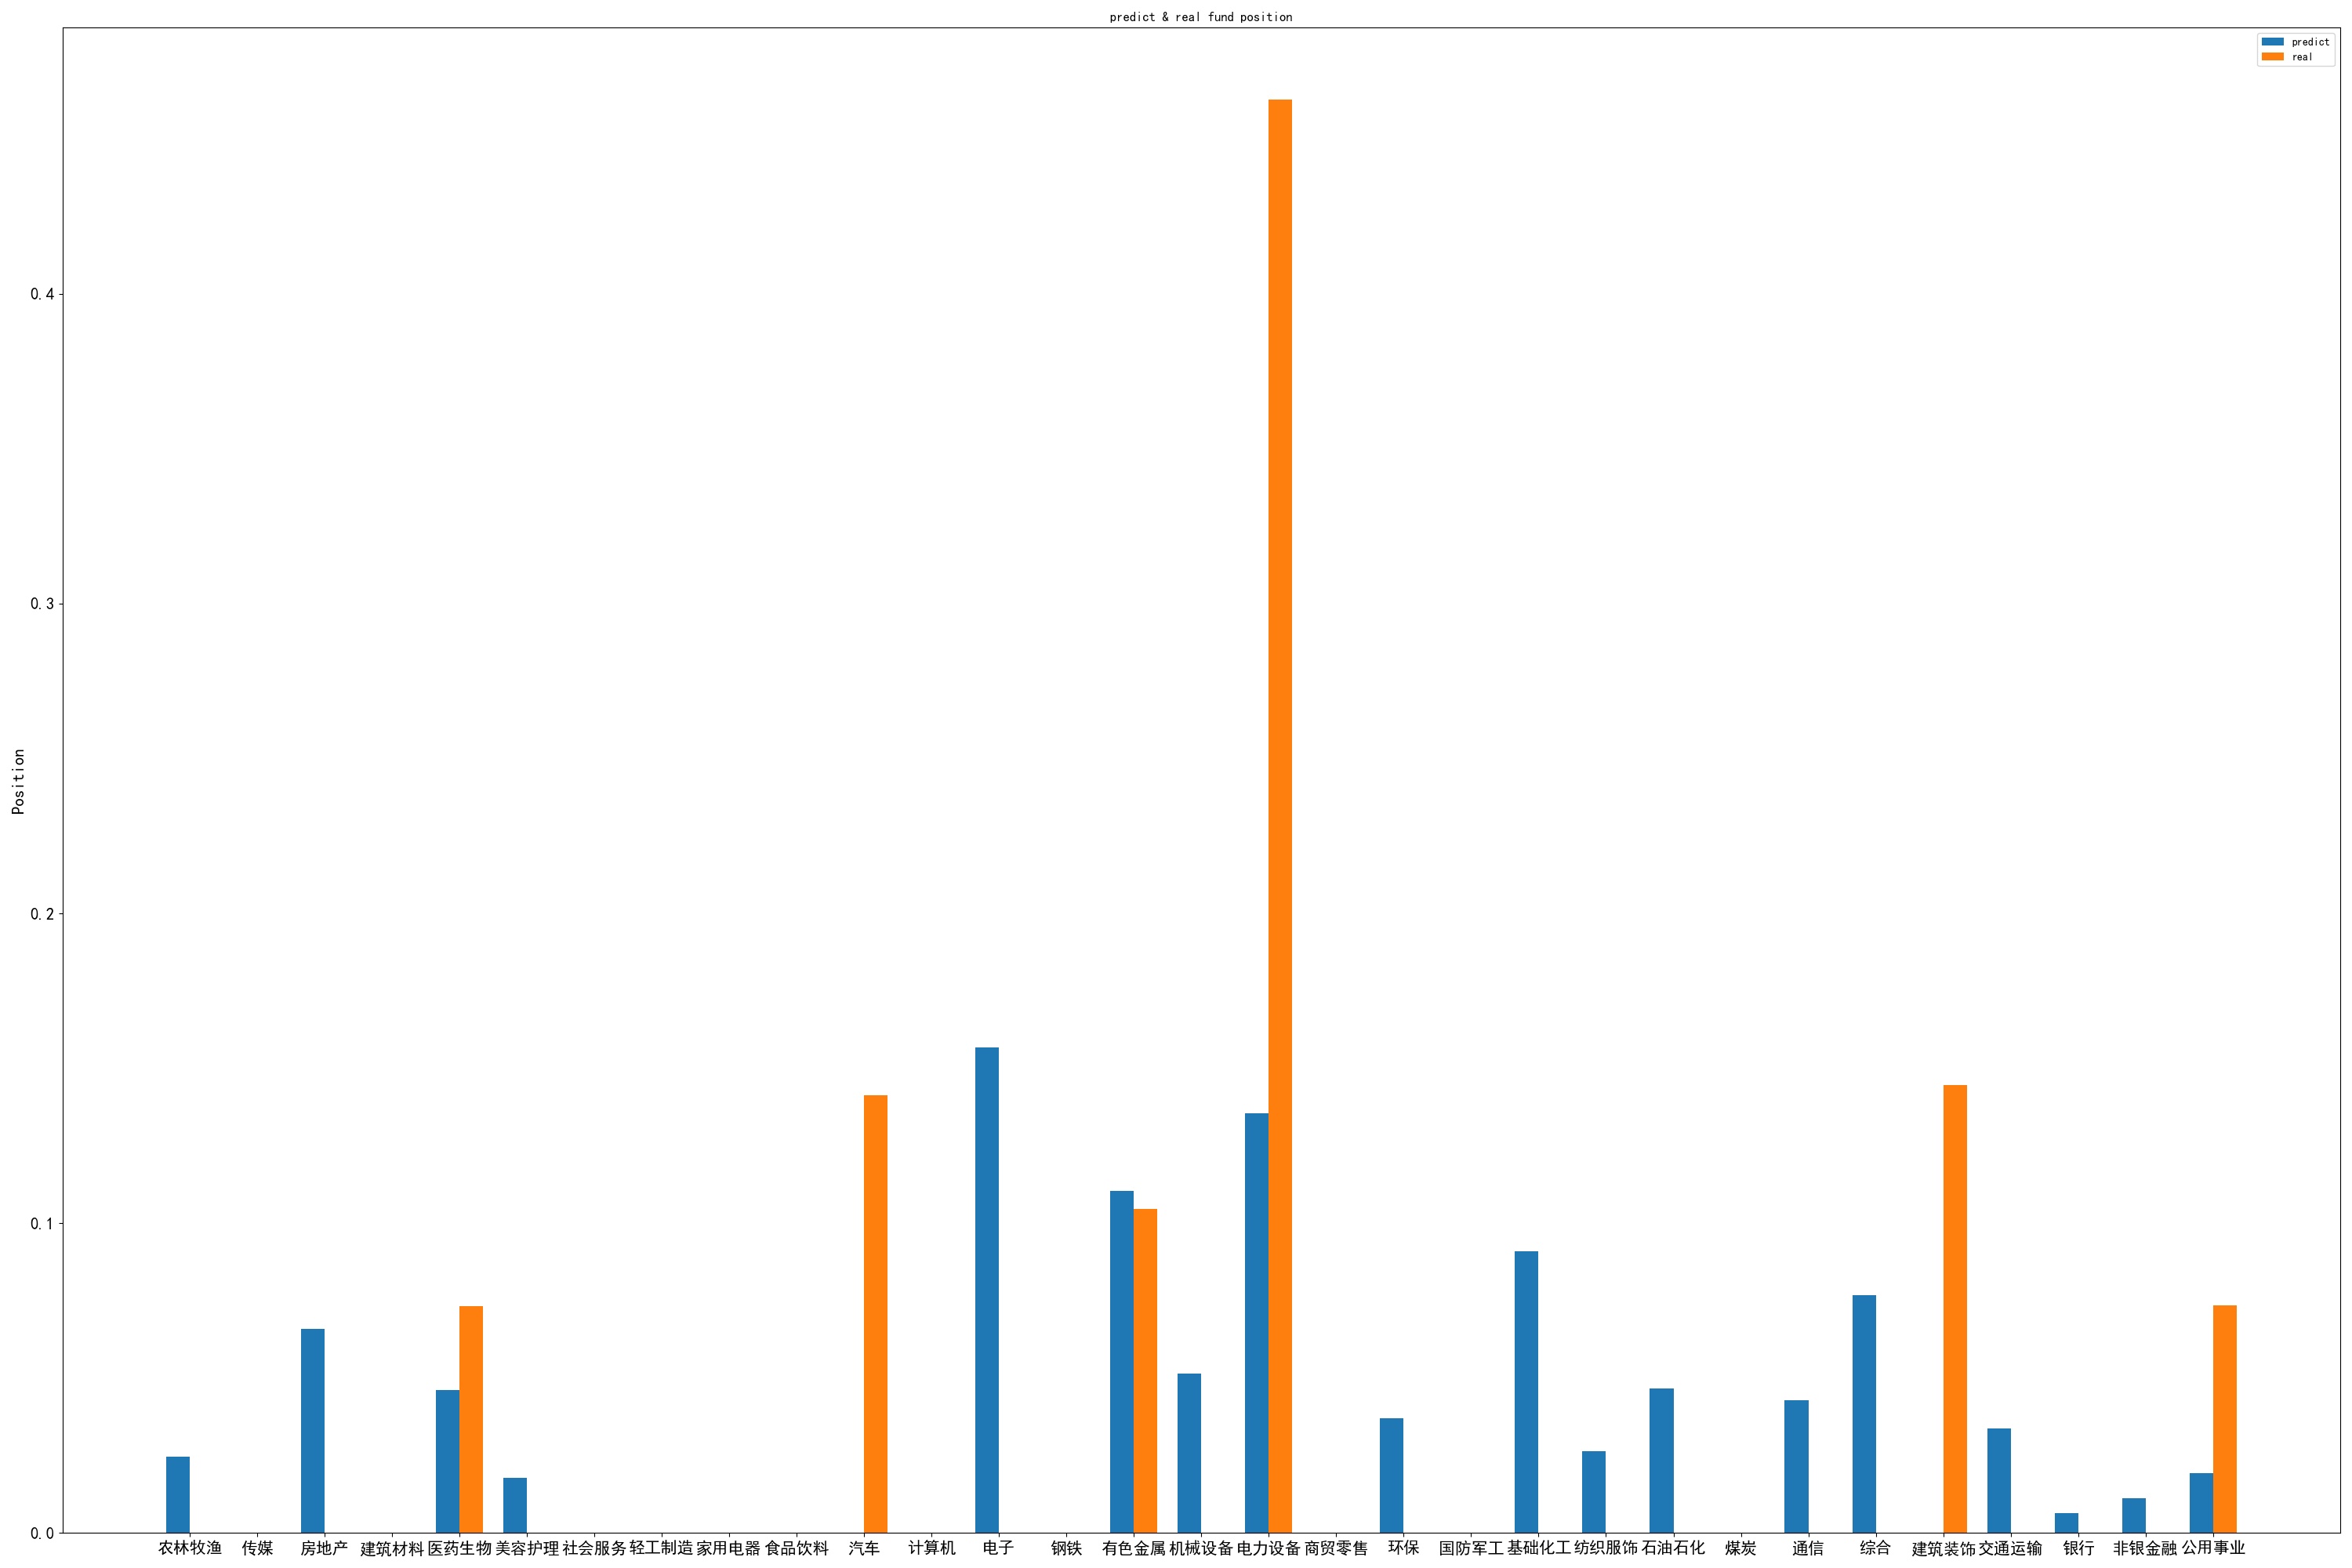 predict & real fund position
predict
real
0.4
0.3
0.2
0.1
0.0
Position
农林牧渔 传媒 房地产 建筑材料 医药生物 美容护理 社会服务 轻工制造 家用电器 食品饮料 汽车 计算机 电子 钢铁 有色金属 机械设备 电力设备 商贸零售 环保 国防军工 基础化工 纺织服饰 石油石化 煤炭 通信 综合 建筑装饰 交通运输 银行 非银金融 公用事业